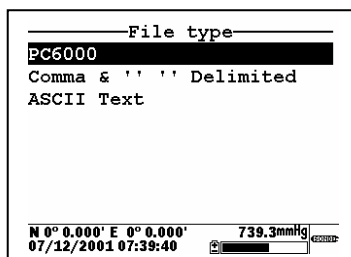 File type
PC6000
Comma & '' '' Delimited
ASCII Text
N 0° 0.000' E 0° 0.000' 739.3mmHg
07/12/2001 07:39:40